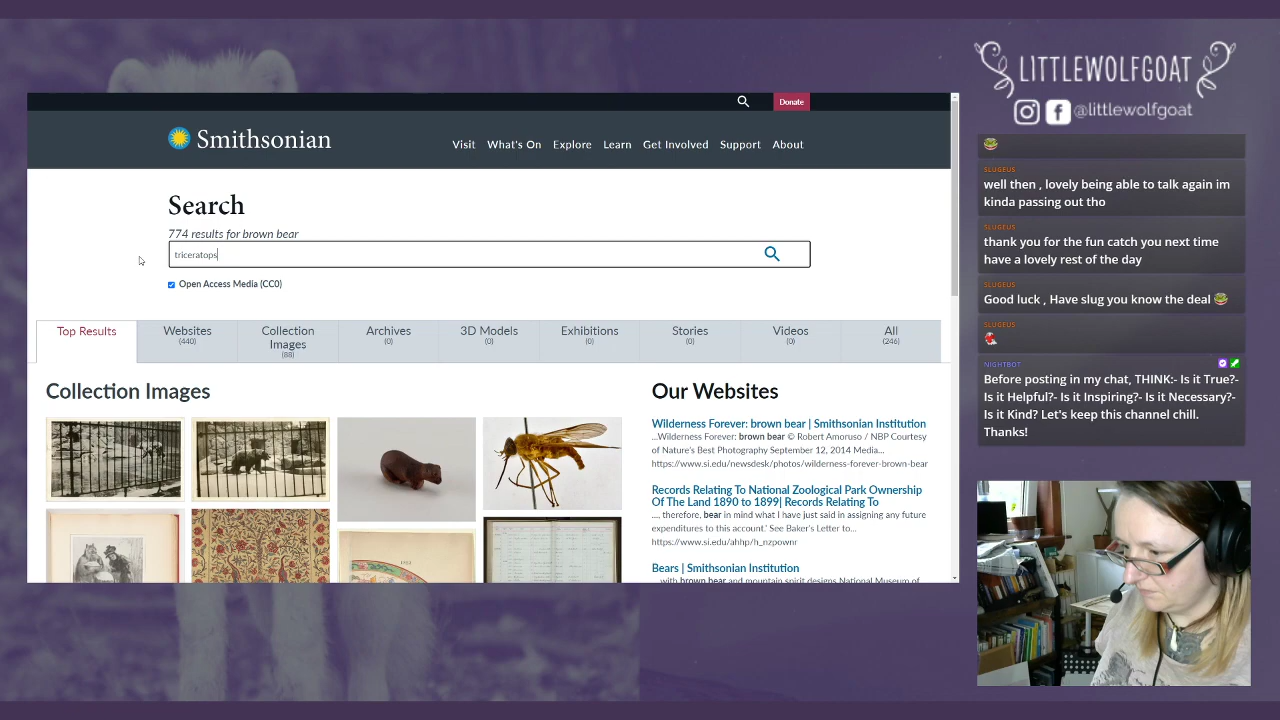 LITTLEWOLFGOAT
@littlewolfgoat
Donate
Smithsonian
Visit What's On Explore Learn Get Involved Support About
Search
774 results for brown bear
triceratops
Open Access Media (CC0)
Top Results
Websites
(440)
Collection
Images
(88)
Archives
(0)
3D Models
(0)
Exhibitions
(0)
Stories
(0)
Videos
(0)
All
(246)
Collection Images
Our Websites
Wilderness Forever: brown bear | Smithsonian Institution
...Wilderness Forever: brown bear © Robert Amoruso / NBP Courtesy
of Nature's Best Photography September 12, 2014 Media...
https://www.si.edu/newsdesk/photos/wilderness-forever-brown-bear
Records Relating To National Zoological Park Ownership
Of The Land 1890 to 1899| Records Relating To
..., therefore, bear in mind what I have just said in assigning any future
expenditures to this account.' See Baker's Letter to...
https://www.si.edu/ahhp/h_nzpownr
Bears | Smithsonian Institution
...with brown bear and mountain spirit designs National Museum of
SLUGEUS
well then , lovely being able to talk again im
kinda passing out tho
SLUGEUS
thank you for the fun catch you next time
have a lovely rest of the day
SLUGEUS
Good luck , Have slug you know the deal
SLUGEUS
NIGHTBOT
Before posting in my chat, THINK:- Is it True?-
Is it Helpful?- Is it Inspiring?- Is it Necessary?-
Is it Kind? Let's keep this channel chill.
Thanks!